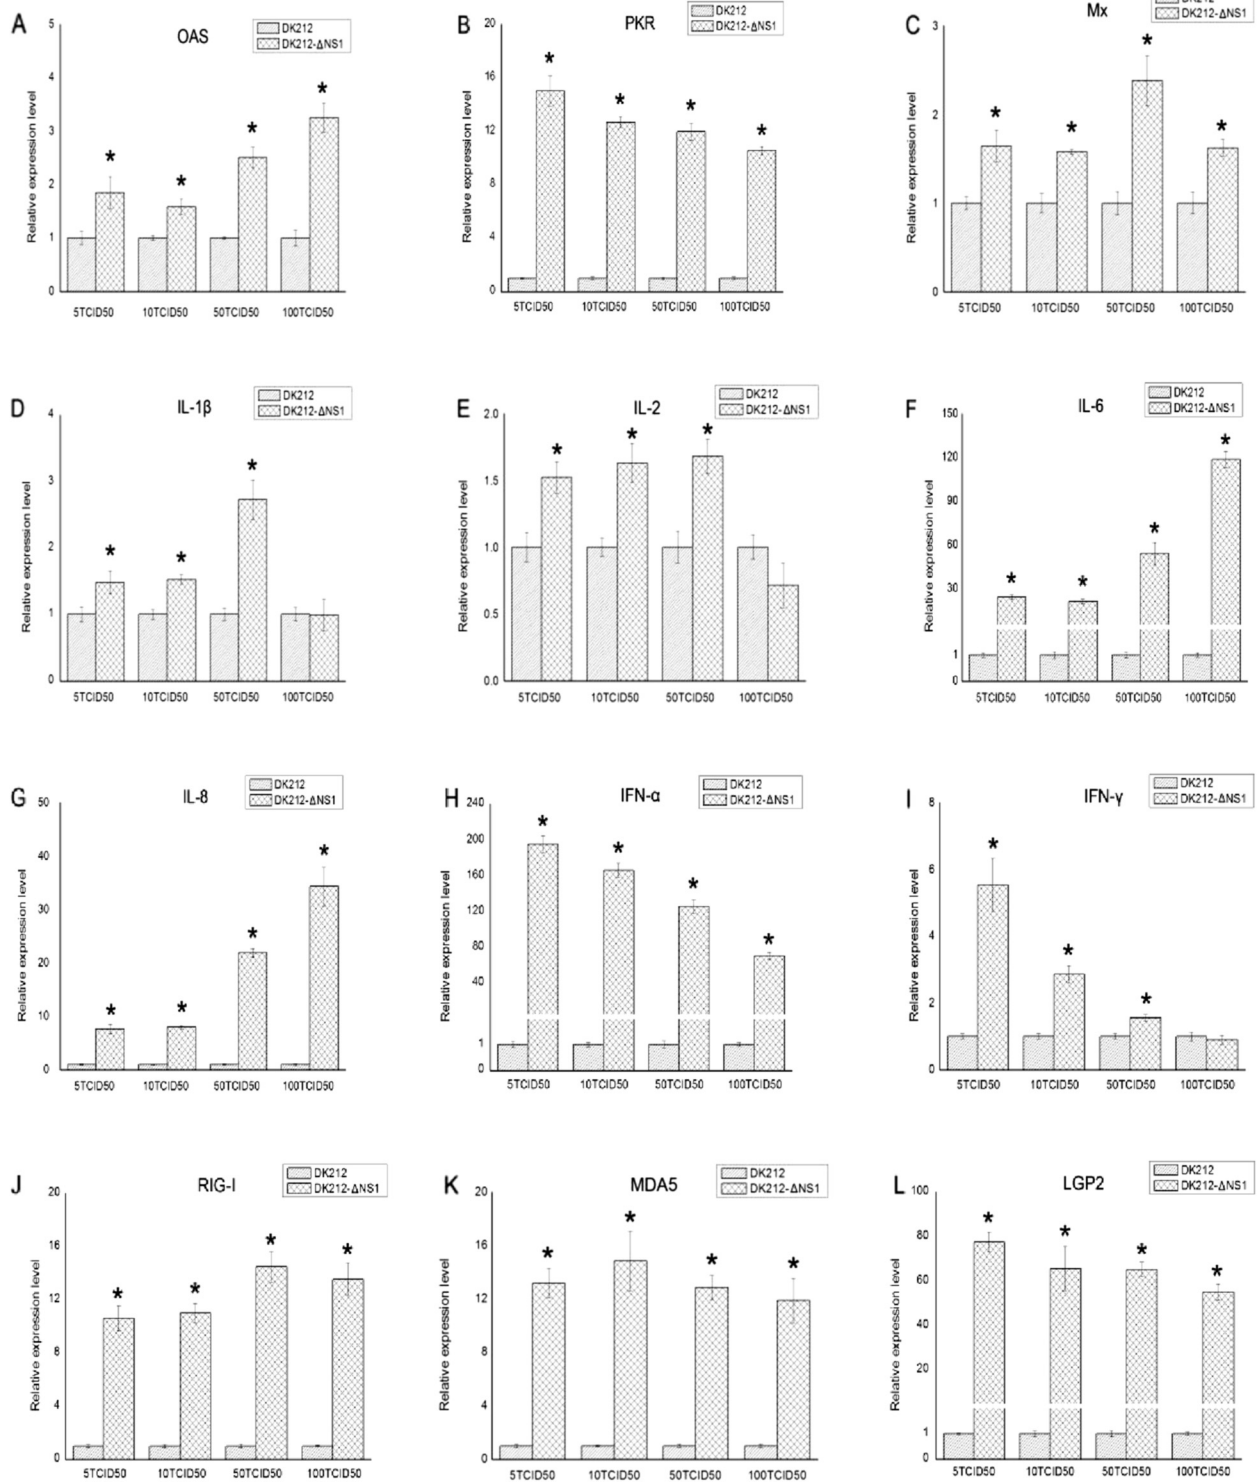 A
OAS
DK212
DK212-ΔNS1
Relative expression level
5
4
3
2
1
0
5TCID50 10TCID50 50TCID50 100TCID50
B
PKR
DK212
DK212-ΔNS1
Relative expression level
20
16
12
8
4
0
5TCID50 10TCID50 50TCID50 100TCID50
C
Mx
DK212-ΔNS1
Relative expression level
3
2
1
0
5TCID50 10TCID50 50TCID50 100TCID50
D
IL-1β
DK212
DK212-ΔNS1
Relative expression level
4
3
2
1
0
5TCID50 10TCID50 50TCID50 100TCID50
E
IL-2
DK212
DK212-ΔNS1
Relative expression level
2.0
1.5
1.0
0.5
0.0
5TCID50 10TCID50 50TCID50 100TCID50
F
IL-6
DK212
DK212-ΔNS1
Relative expression level
150
120
90
60
30
1
0
5TCID50 10TCID50 50TCID50 100TCID50
G
IL-8
DK212
DK212-ΔNS1
Relative expression level
50
40
30
20
10
0
5TCID50 10TCID50 50TCID50 100TCID50
H
IFN-α
DK212
DK212-ΔNS1
Relative expression level
240
200
160
120
80
40
1
0
5TCID50 10TCID50 50TCID50 100TCID50
I
IFN-γ
DK212
DK212-ΔNS1
Relative expression level
8
6
4
2
0
5TCID50 10TCID50 50TCID50 100TCID50
J
RIG-I
DK212
DK212-ΔNS1
Relative expression level
20
16
12
8
4
0
5TCID50 10TCID50 50TCID50 100TCID50
K
MDA5
DK212
DK212-ΔNS1
Relative expression level
20
16
12
8
4
0
5TCID50 10TCID50 50TCID50 100TCID50
L
LGP2
DK212
DK212-ΔNS1
Relative expression level
100
80
60
40
20
1
0
5TCID50 10TCID50 50TCID50 100TCID50